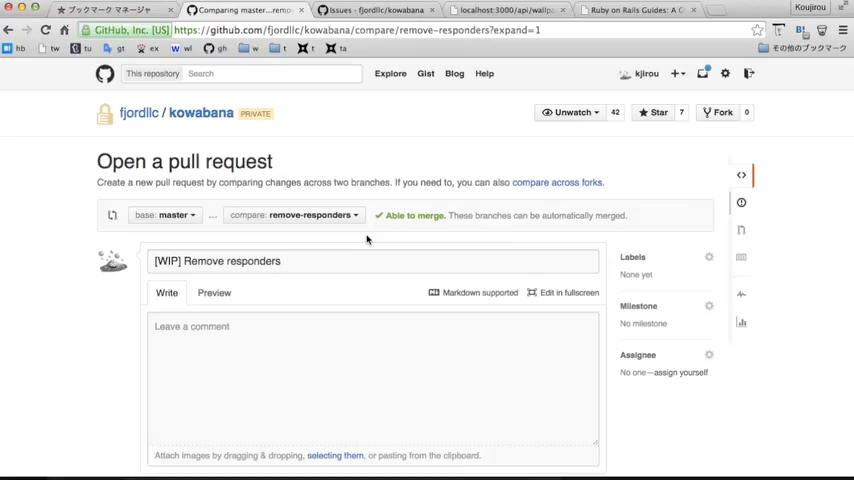 ブックマーク マネージャ
Comparing master...remov
Issues · fjordllc/kowabana
localhost:3000/api/wallpa
Ruby on Rails Guides: A G
Koujirou
GitHub, Inc. [US]
https://github.com/fjordllc/kowabana/compare/remove-responders?expand=1
hb
tw
tu
gt
ex
wl
gh
w
t
t
ta
その他のブックマーク
This repository
Search
Explore
Gist
Blog
Help
kjirou
fjordllc / kowabana
PRIVATE
Unwatch
42
Star
7
Fork
0
Open a pull request
Create a new pull request by comparing changes across two branches. If you need to, you can also compare across forks.
base: master
...
compare: remove-responders
Able to merge. These branches can be automatically merged.
[WIP] Remove responders
Write
Preview
Markdown supported
Edit in fullscreen
Leave a comment
Attach images by dragging & dropping, selecting them, or pasting from the clipboard.
Labels
None yet
Milestone
No milestone
Assignee
No one—assign yourself